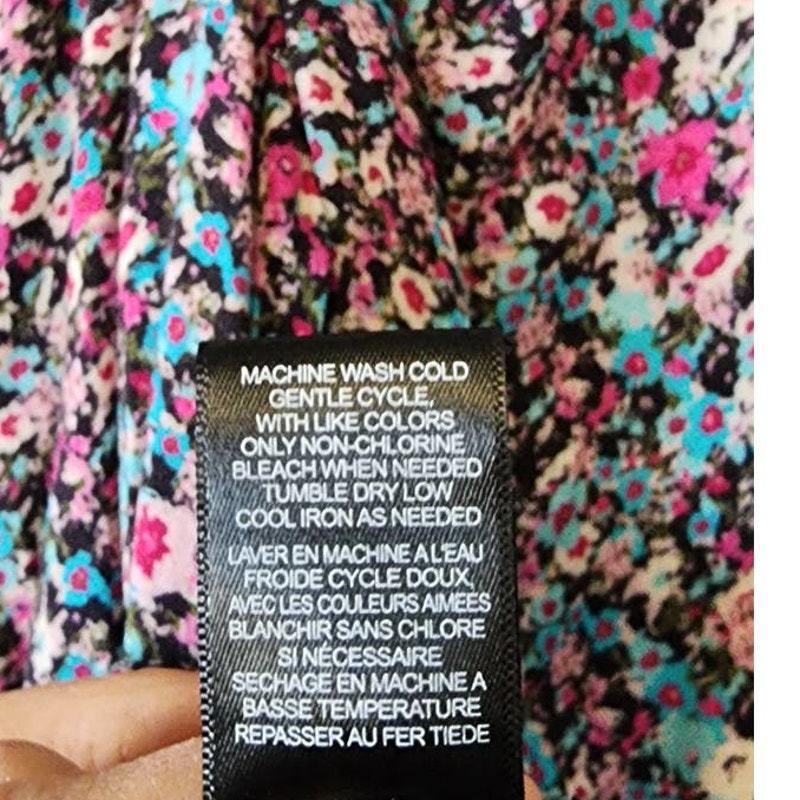 MACHINE WASH COLD
GENTLE CYCLE,
WITH LIKE COLORS
ONLY NON-CHLORINE
BLEACH WHEN NEEDED
TUMBLE DRY LOW
COOL IRON AS NEEDED
LAVER EN MACHINE A L'EAU
FROIDE CYCLE DOUX,
AVEC LES COULEURS AIMEES
BLANCHIR SANS CHLORE
SI NÉCESSAIRE
SECHAGE EN MACHINE A
BASSE TEMPERATURE
REPASSER AU FER TIEDE